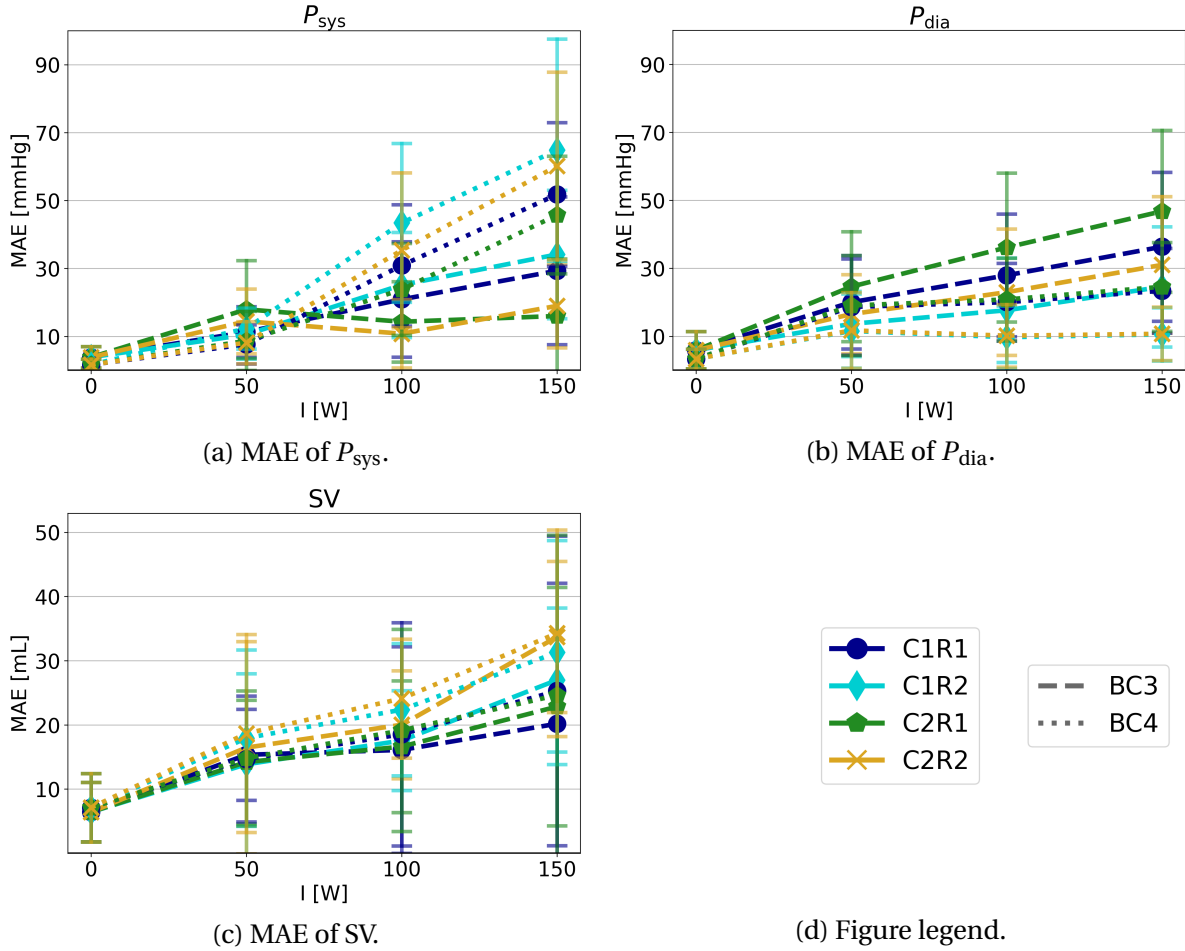 P_sys
MAE [mmHg]
90
70
50
30
10
0 50 100 150
I [W]
(a) MAE of P_sys.
P_dia
MAE [mmHg]
90
70
50
30
10
0 50 100 150
I [W]
(b) MAE of P_dia.
SV
MAE [mL]
50
40
30
20
10
0 50 100 150
I [W]
(c) MAE of SV.
C1R1
C1R2
C2R1
C2R2
BC3
BC4
(d) Figure legend.